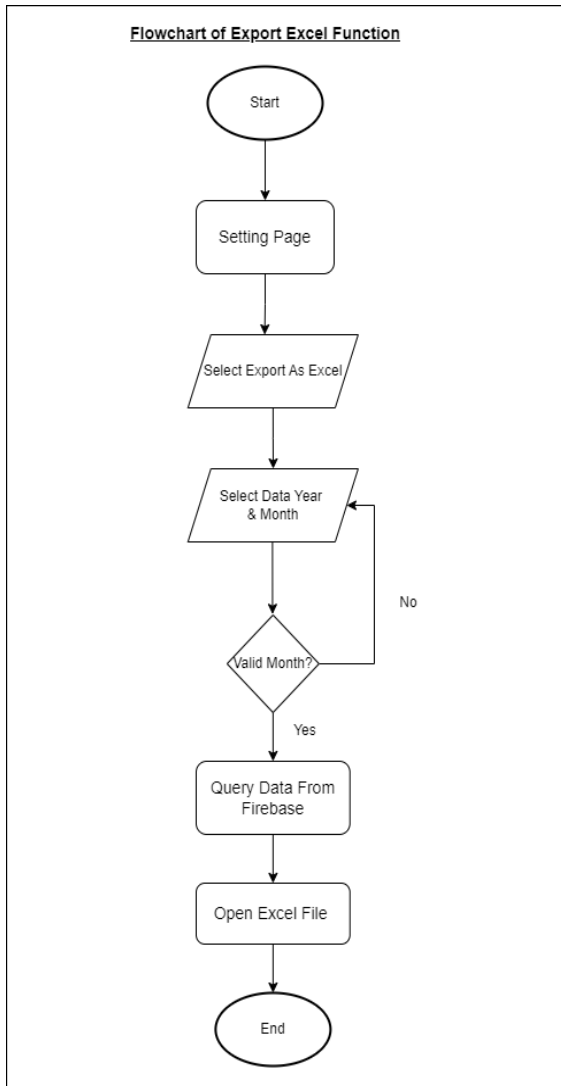 Flowchart of Export Excel Function
Start
Setting Page
Select Export As Excel
Select Data Year
& Month
No
Valid Month?
Yes
Query Data From
Firebase
Open Excel File
End